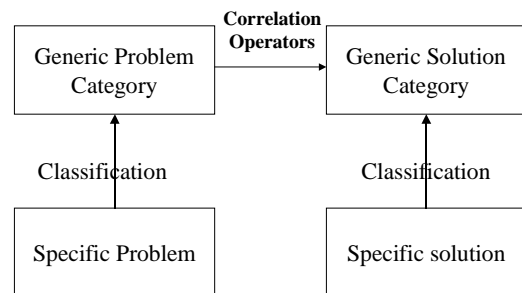 Correlation
Operators
Generic Problem
Category
Generic Solution
Category
Classification
Classification
Specific Problem
Specific solution